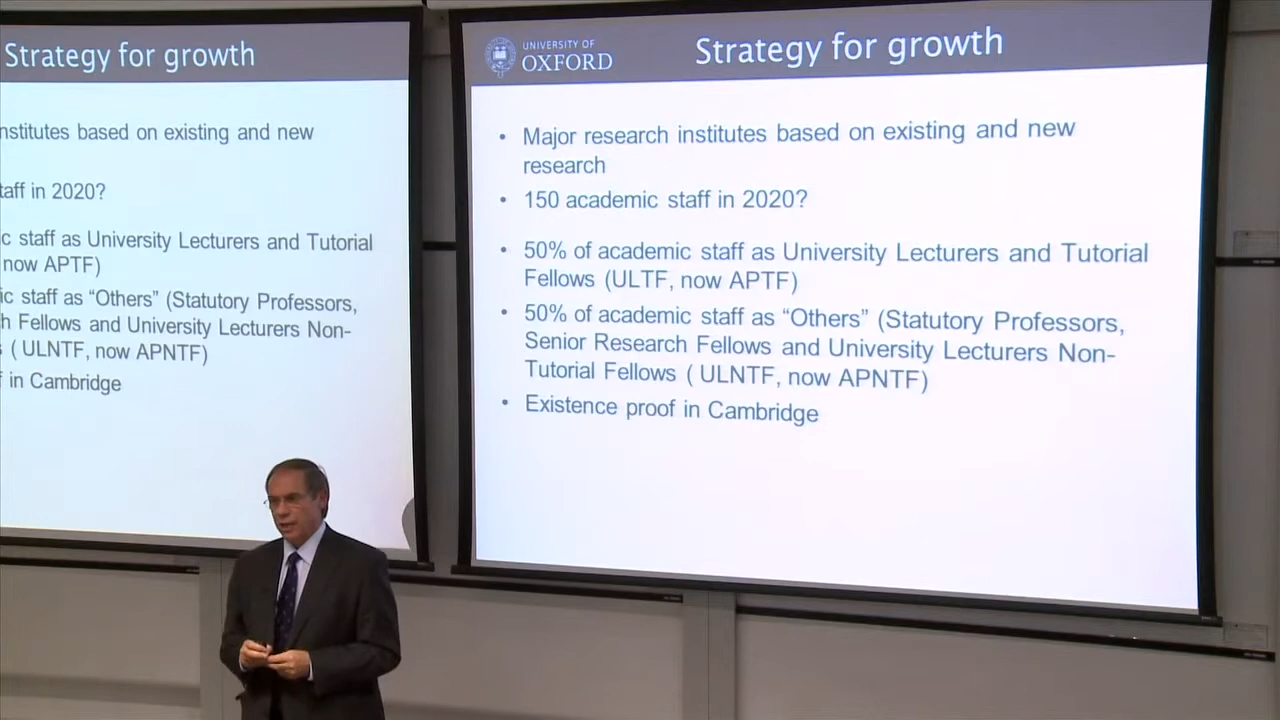 Strategy for growth
nstitutes based on existing and new
taff in 2020?
c staff as University Lecturers and Tutorial
now APTF)
ic staff as “Others” (Statutory Professors,
h Fellows and University Lecturers Non-
( ULNTF, now APNTF)
f in Cambridge
UNIVERSITY OF
OXFORD
Strategy for growth
• Major research institutes based on existing and new
research
• 150 academic staff in 2020?
• 50% of academic staff as University Lecturers and Tutorial
Fellows (ULTF, now APTF)
• 50% of academic staff as “Others” (Statutory Professors,
Senior Research Fellows and University Lecturers Non-
Tutorial Fellows ( ULNTF, now APNTF)
• Existence proof in Cambridge